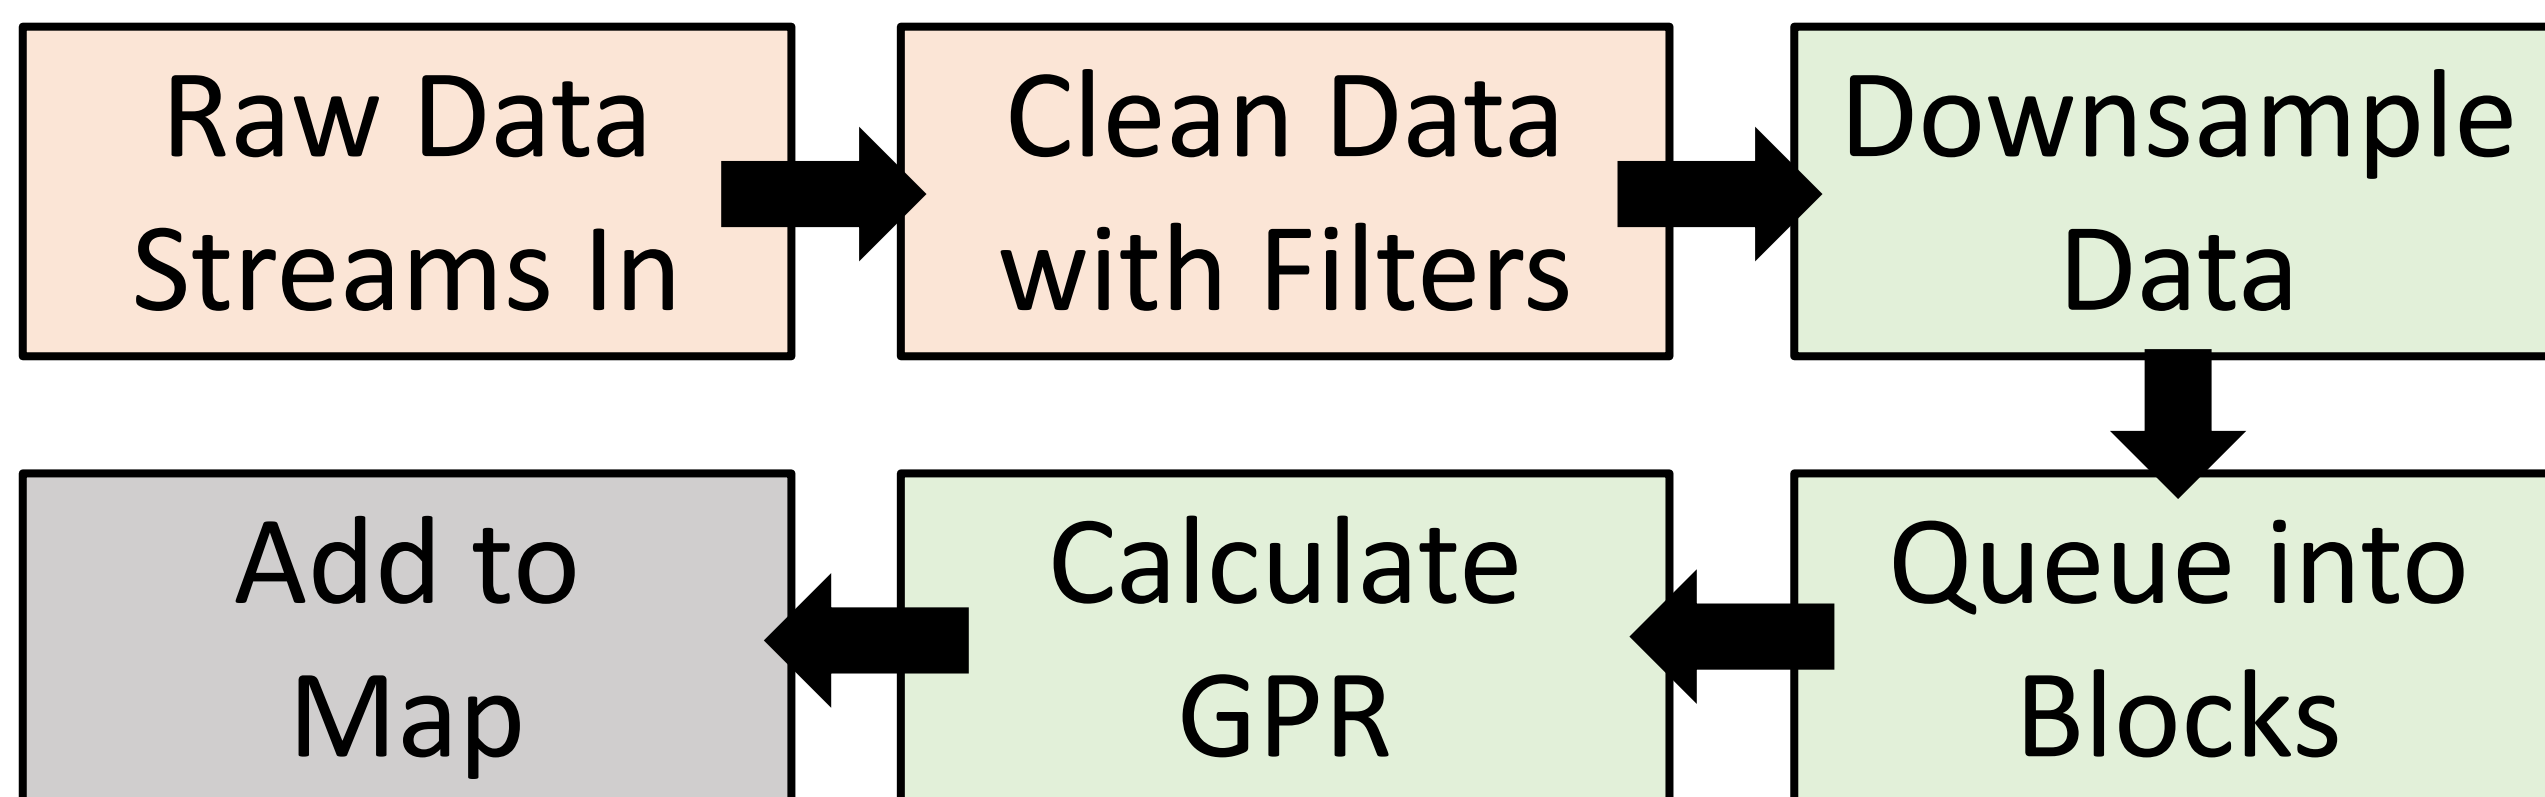 Raw Data
Streams In
Clean Data
with Filters
Downsample
Data
Queue into
Blocks
Calculate
GPR
Add to
Map